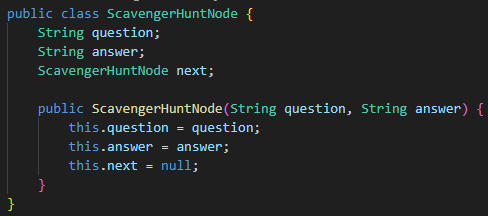 public class ScavengerHuntNode {
    String question;
    String answer;
    ScavengerHuntNode next;

    public ScavengerHuntNode(String question, String answer) {
        this.question = question;
        this.answer = answer;
        this.next = null;
    }
}